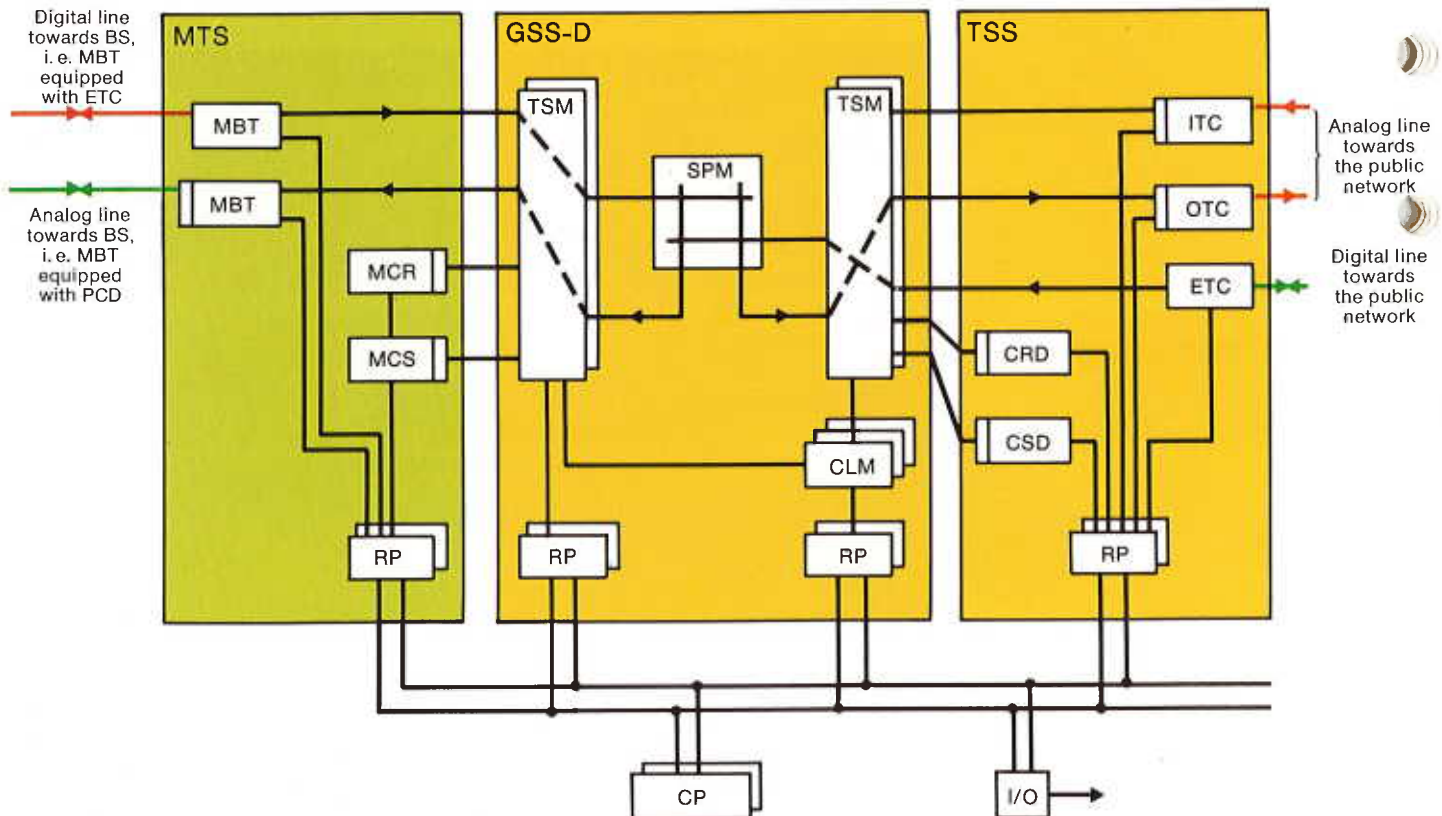 Digital line
towards BS,
i. e. MBT
equipped
with ETC
Analog line
towards BS,
i. e. MBT
equipped
with PCD
MTS
MBT
MBT
MCR
MCS
RP
GSS-D
TSM
SPM
TSM
CLM
RP
RP
TSS
ITC
OTC
ETC
CRD
CSD
RP
Analog line
towards
the public
network
Digital line
towards
the public
network
CP
I/O